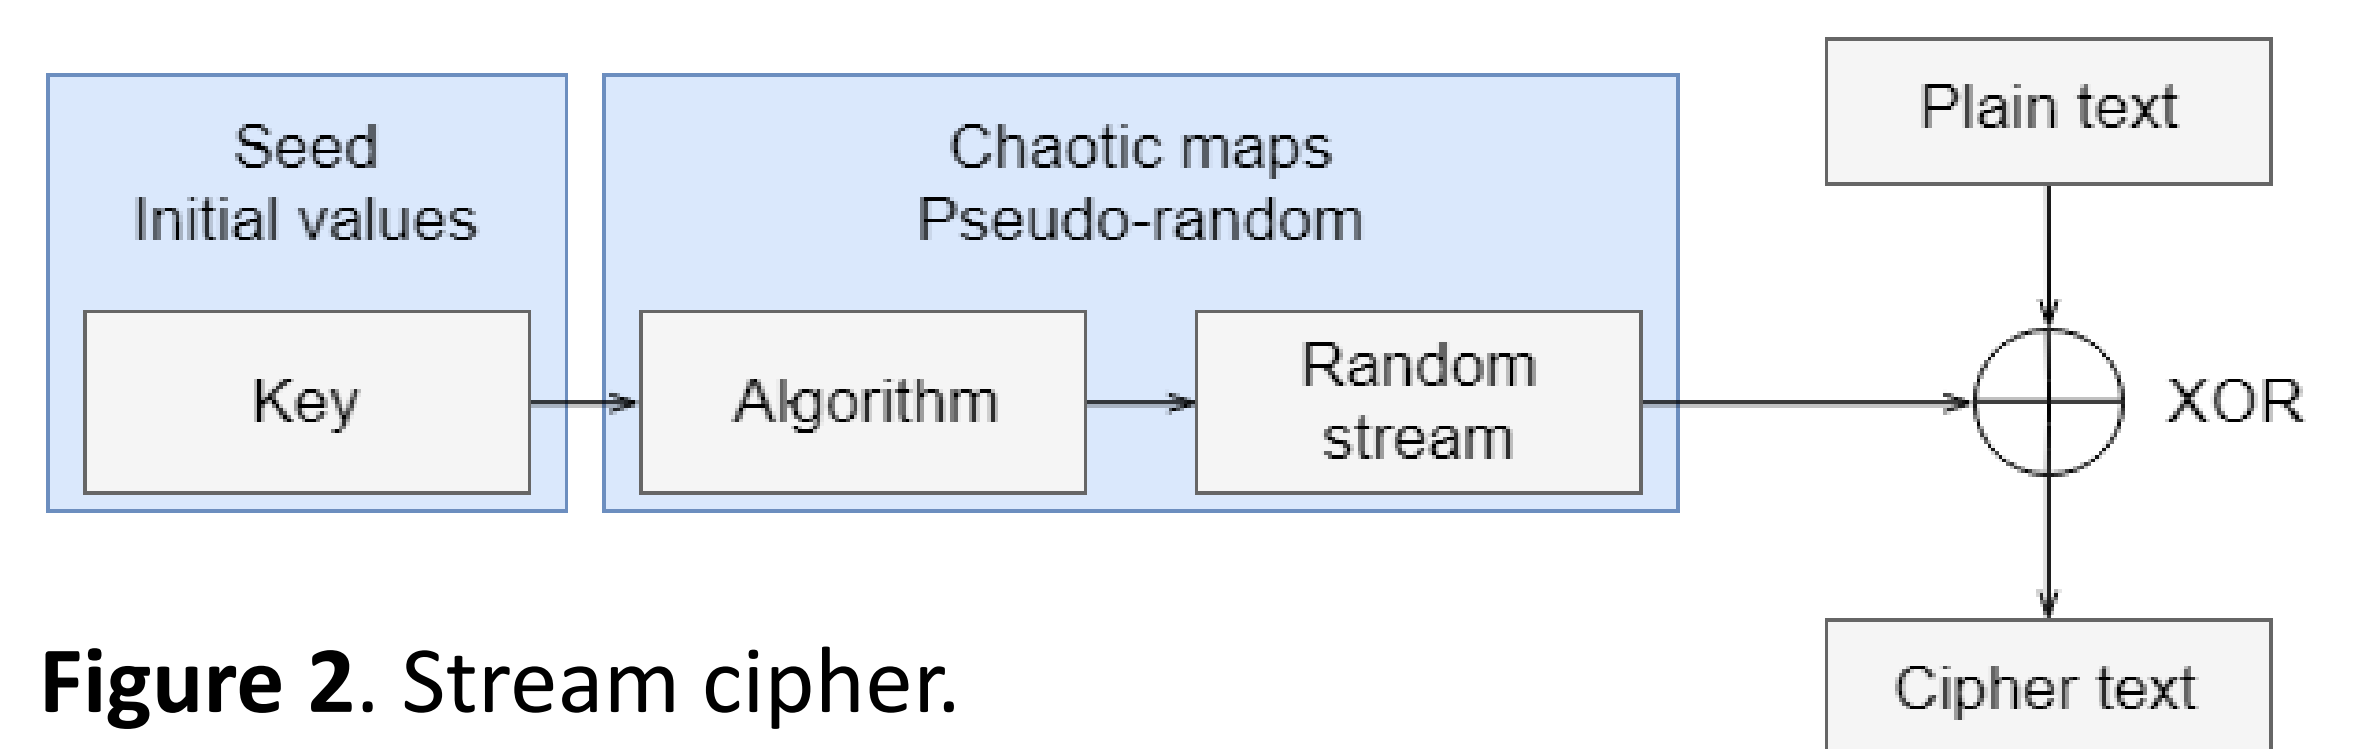 Seed
Initial values
Key
Chaotic maps
Pseudo-random
Algorithm
Random
stream
Plain text
XOR
Cipher text
Figure 2. Stream cipher.